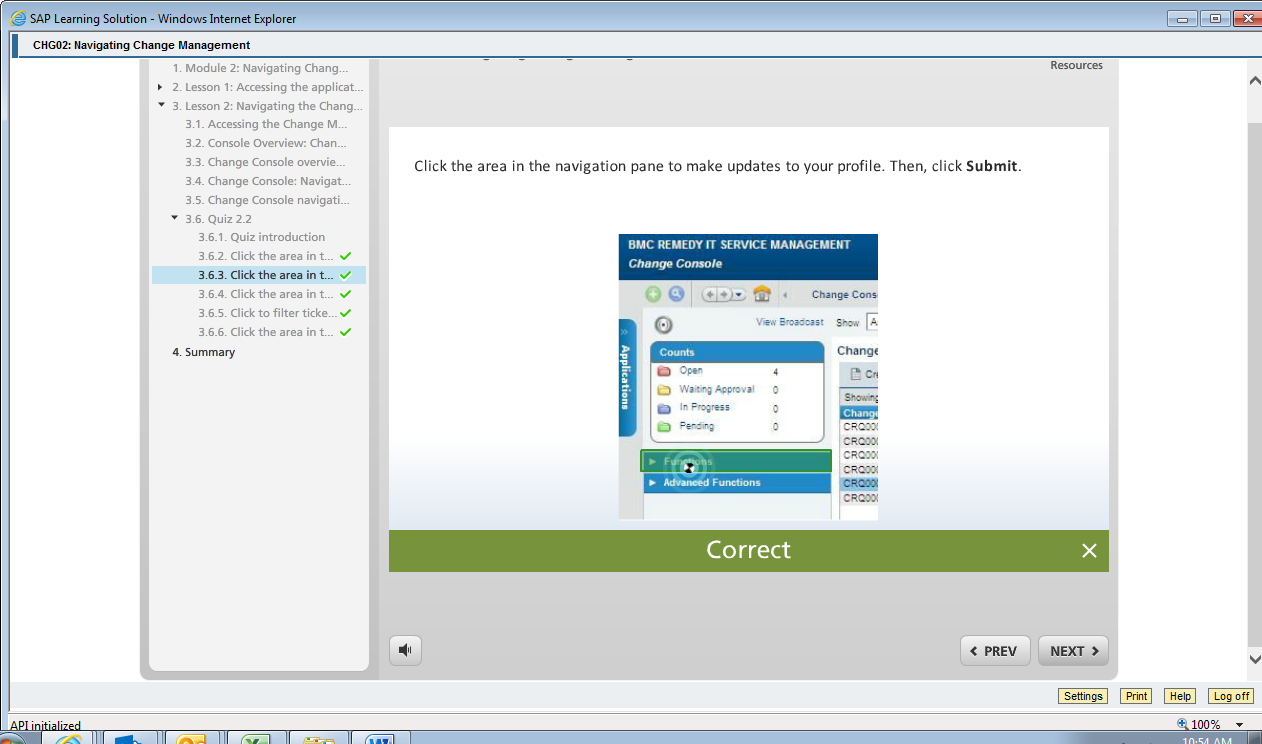 SAP Learning Solution - Windows Internet Explorer
CHG02: Navigating Change Management
Resources
1. Module 2: Navigating Chang...
2. Lesson 1: Accessing the applicat...
3. Lesson 2: Navigating the Chang...
3.1. Accessing the Change M...
3.2. Console Overview: Chan...
3.3. Change Console overvie...
3.4. Change Console: Navigat...
3.5. Change Console navigati...
3.6. Quiz 2.2
3.6.1. Quiz introduction
3.6.2. Click the area in t...
3.6.3. Click the area in t...
3.6.4. Click the area in t...
3.6.5. Click to filter ticke...
3.6.6. Click the area in t...
4. Summary
Click the area in the navigation pane to make updates to your profile. Then, click Submit.
BMC REMEDY IT SERVICE MANAGEMENT
Change Console
Change Cons
View Broadcast Show A
Applications
Counts
Open 4
Waiting Approval 0
In Progress 0
Pending 0
Functions
Advanced Functions
Change
Cre
Showing
Change
CRQ000
CRQ000
CRQ000
CRQ000
CRQ000
CRQ000
Correct
PREV
NEXT
Settings Print Help Log off
API initialized
100%
10:54 AM